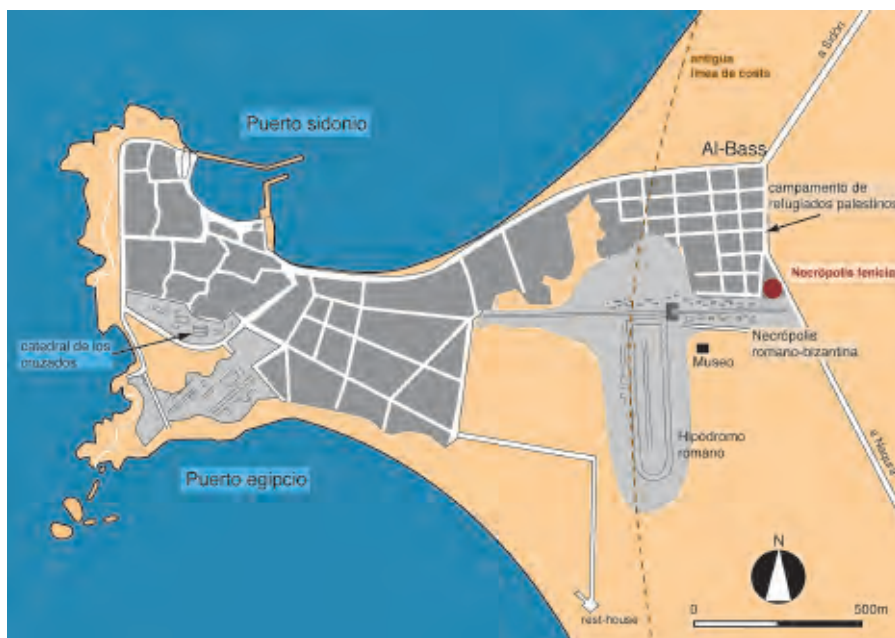 antigua
línea de costa
a Sidón
Puerto sidonio
Al-Bass
campamento de
refugiados palestinos
Necrópolis fenicia
catedral de los
cruzados
Necrópolis
romano-bizantina
Museo
Hipódromo
romano
a Naqura
Puerto egipcio
N
0
500m
rest-house